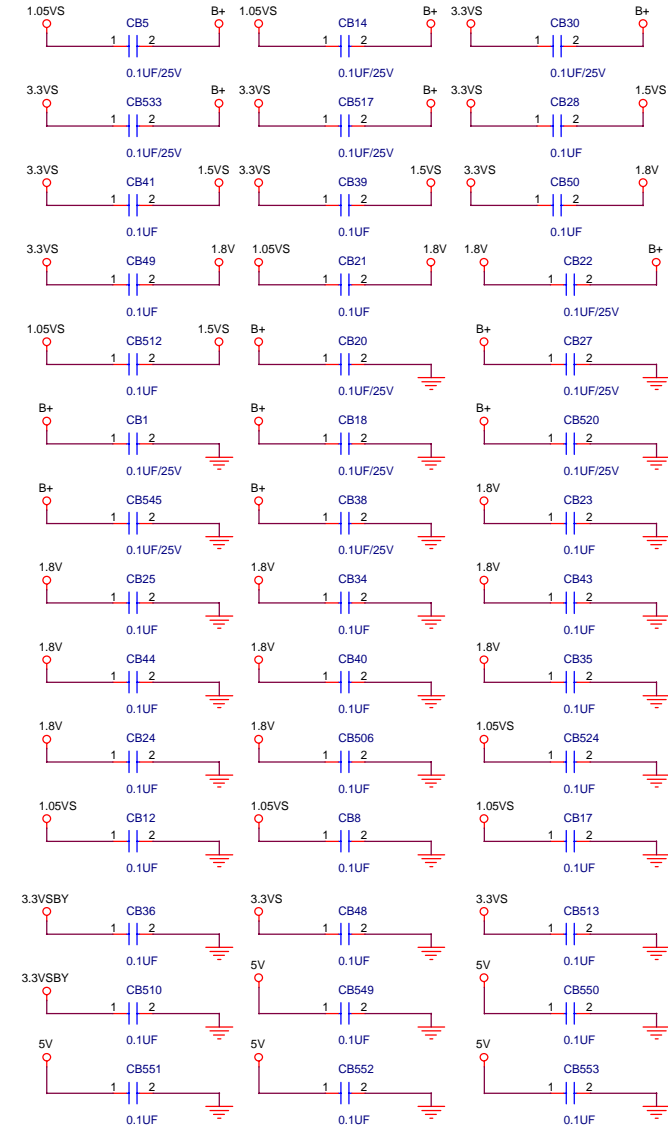 1.05VS CB5 B+ 1.05VS CB14 B+ 3.3VS CB30 B+
1 2 1 2 1 2
0.1UF/25V 0.1UF/25V 0.1UF/25V
3.3VS CB533 B+ 3.3VS CB517 B+ 3.3VS CB28 1.5VS
1 2 1 2 1 2
0.1UF/25V 0.1UF/25V 0.1UF
3.3VS CB41 1.5VS 3.3VS CB39 1.5VS 3.3VS CB50 1.8V
1 2 1 2 1 2
0.1UF 0.1UF 0.1UF
3.3VS CB49 1.8V 1.05VS CB21 1.8V 1.8V CB22 B+
1 2 1 2 1 2
0.1UF 0.1UF 0.1UF/25V
1.05VS CB512 1.5VS B+ CB20 B+ CB27
1 2 1 2 1 2
0.1UF 0.1UF/25V 0.1UF/25V
B+ CB1 B+ CB18 B+ CB520
1 2 1 2 1 2
0.1UF/25V 0.1UF/25V 0.1UF/25V
B+ CB545 B+ CB38 1.8V CB23
1 2 1 2 1 2
0.1UF/25V 0.1UF/25V 0.1UF
1.8V CB25 1.8V CB34 1.8V CB43
1 2 1 2 1 2
0.1UF 0.1UF 0.1UF
1.8V CB44 1.8V CB40 1.8V CB35
1 2 1 2 1 2
0.1UF 0.1UF 0.1UF
1.8V CB24 1.8V CB506 1.05VS CB524
1 2 1 2 1 2
0.1UF 0.1UF 0.1UF
1.05VS CB12 1.05VS CB8 1.05VS CB17
1 2 1 2 1 2
0.1UF 0.1UF 0.1UF
3.3VSBY CB36 3.3VS CB48 3.3VS CB513
1 2 1 2 1 2
0.1UF 0.1UF 0.1UF
3.3VSBY CB510 5V CB549 5V CB550
1 2 1 2 1 2
0.1UF 0.1UF 0.1UF
5V CB551 5V CB552 5V CB553
1 2 1 2 1 2
0.1UF 0.1UF 0.1UF